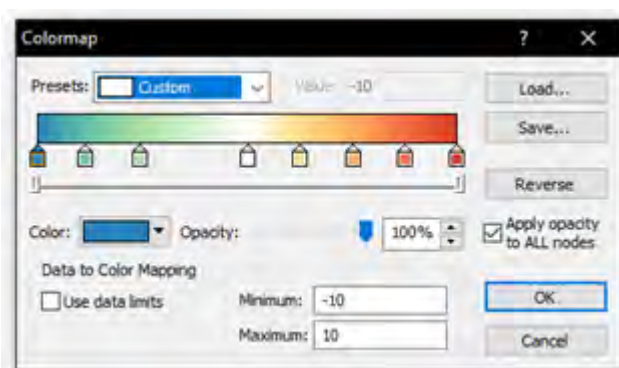 Colormap ? X
Presets: Custom Value: -10 Load...
Save...
Reverse
Color: Opacity: 100% Apply opacity
to ALL nodes
Data to Color Mapping
Use data limits Minimum: -10 OK
Maximum: 10 Cancel